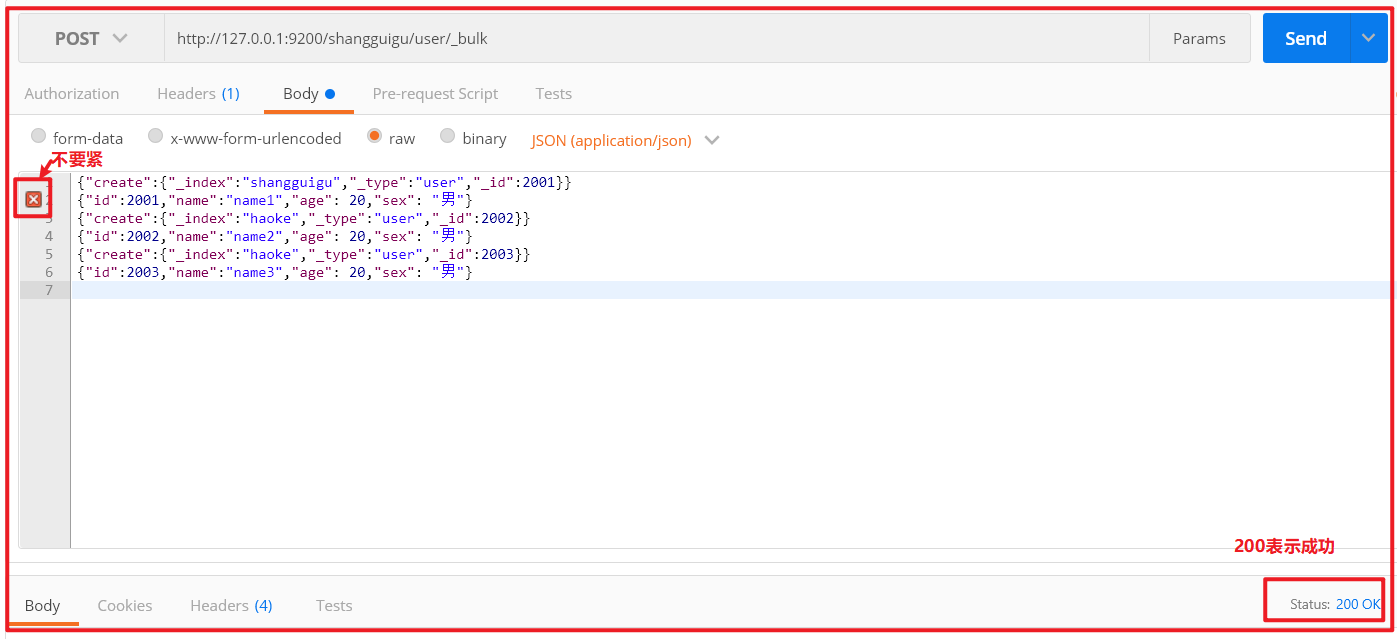 POST http://127.0.0.1:9200/shangguigu/user/_bulk Params Send
Authorization Headers (1) Body Pre-request Script Tests
form-data x-www-form-urlencoded raw binary JSON (application/json)
不要紧
1 {"create":{"_index":"shangguigu","_type":"user","_id":2001}}
2 {"id":2001,"name":"name1","age": 20,"sex": "男"}
3 {"create":{"_index":"haoke","_type":"user","_id":2002}}
4 {"id":2002,"name":"name2","age": 20,"sex": "男"}
5 {"create":{"_index":"haoke","_type":"user","_id":2003}}
6 {"id":2003,"name":"name3","age": 20,"sex": "男"}
7
200表示成功
Body Cookies Headers (4) Tests Status: 200 OK